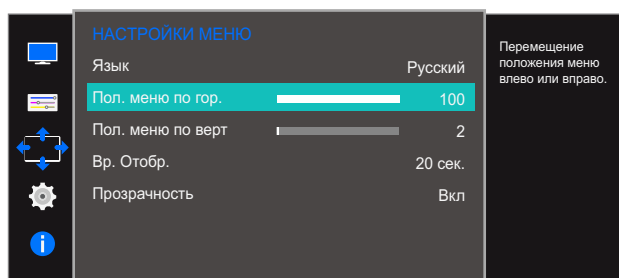 НАСТРОЙКИ МЕНЮ
Язык Русский
Пол. меню по гор. 100
Пол. меню по верт 2
Вр. Отобр. 20 сек.
Прозрачность Вкл
Перемещение
положения меню
влево или вправо.